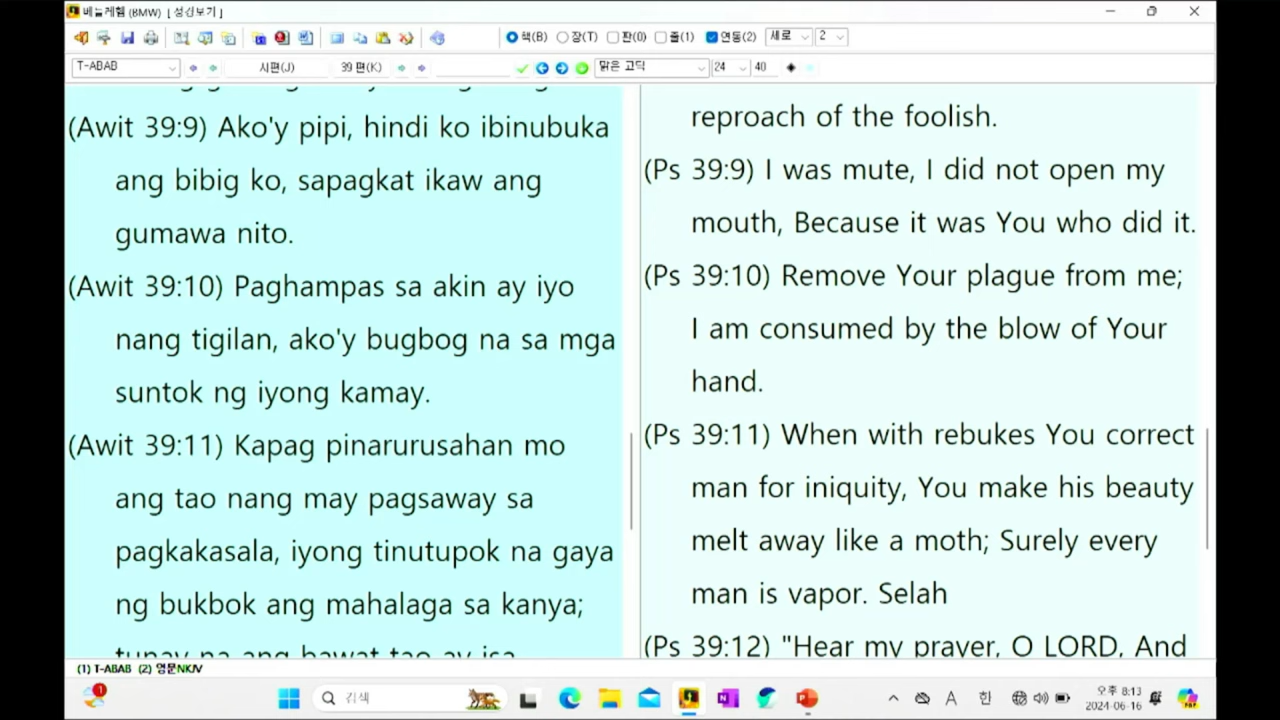 베들레헴 (BMW) [ 성경보기 ]
책(B) 장(T) 판(0) 줄(1) 연동(2) 세로 2
T-ABAB 시편(J) 39 편(K) 맑은 고딕 24 40
(Awit 39:9) Ako'y pipi, hindi ko ibinubuka
ang bibig ko, sapagkat ikaw ang
gumawa nito.
(Awit 39:10) Paghampas sa akin ay iyo
nang tigilan, ako'y bugbog na sa mga
suntok ng iyong kamay.
(Awit 39:11) Kapag pinarurusahan mo
ang tao nang may pagsaway sa
pagkakasala, iyong tinutupok na gaya
ng bukbok ang mahalaga sa kanya;
tunay na ang bawat tao ay isa
reproach of the foolish.
(Ps 39:9) I was mute, I did not open my
mouth, Because it was You who did it.
(Ps 39:10) Remove Your plague from me;
I am consumed by the blow of Your
hand.
(Ps 39:11) When with rebukes You correct
man for iniquity, You make his beauty
melt away like a moth; Surely every
man is vapor. Selah
(Ps 39:12) "Hear my prayer, O LORD, And
(1) T-ABAB (2) 영문NKJV
1 검색 A 한 오후 8:13
2024-06-16